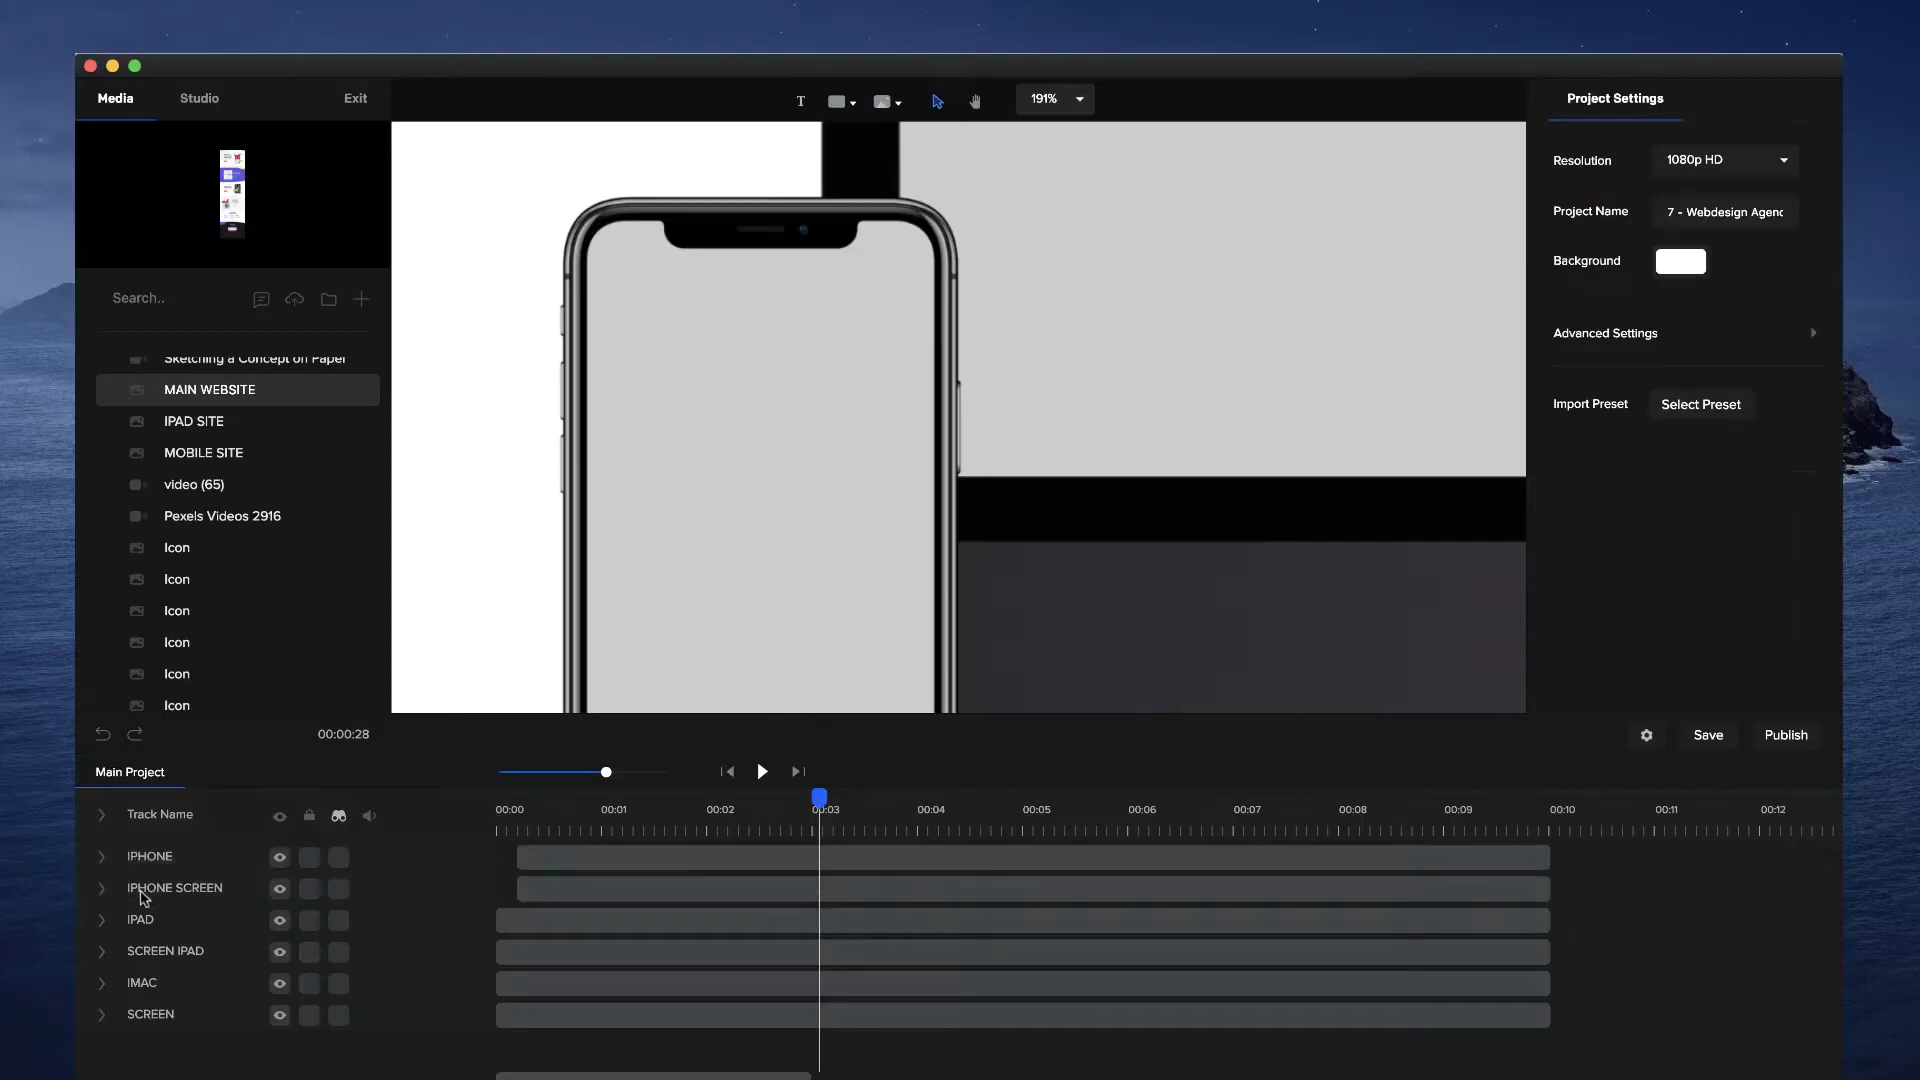 Media
Studio
Exit
T
191%
Project Settings
Resolution
1080p HD
Project Name
7 - Webdesign Agenc
Background
Advanced Settings
Import Preset
Select Preset
Search..
Sketching a Concept on Paper
MAIN WEBSITE
IPAD SITE
MOBILE SITE
video (65)
Pexels Videos 2916
Icon
Icon
Icon
Icon
Icon
Icon
00:00:28
Save
Publish
Main Project
Track Name
00:00
00:01
00:02
00:03
00:04
00:05
00:06
00:07
00:08
00:09
00:10
00:11
00:12
IPHONE
IPHONE SCREEN
IPAD
SCREEN IPAD
IMAC
SCREEN